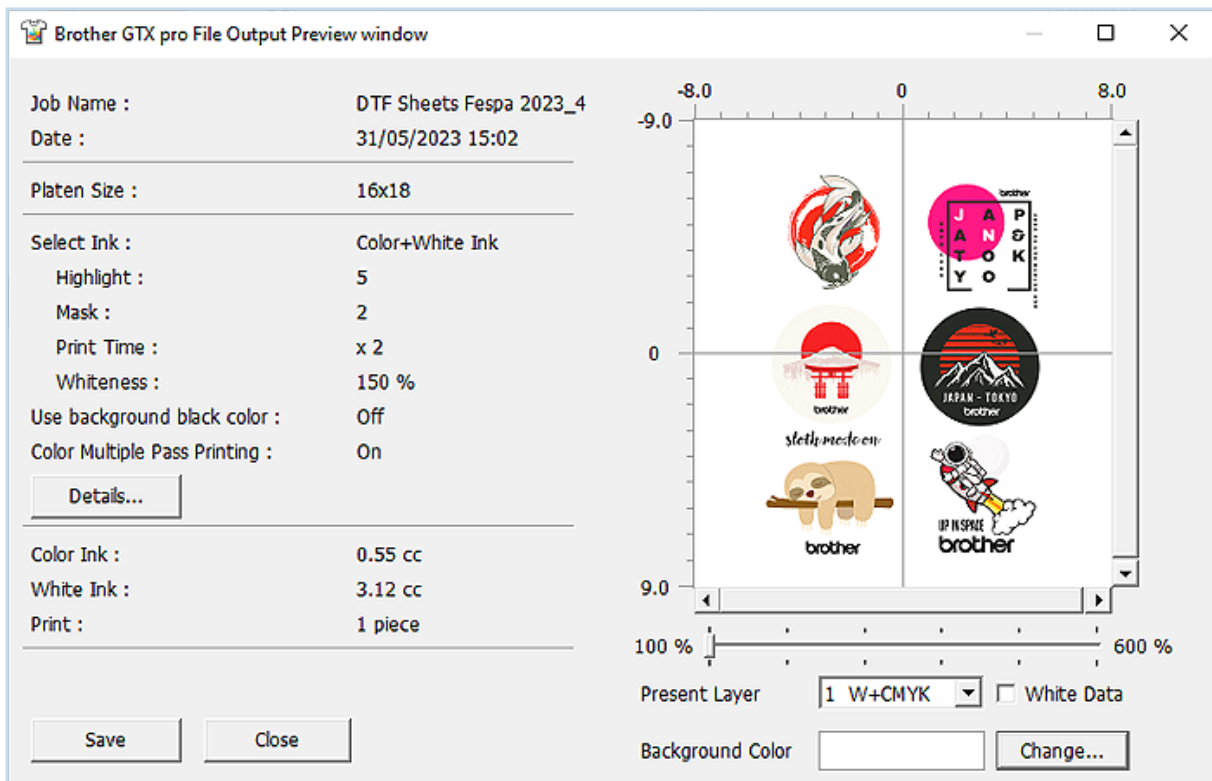 Brother GTX pro File Output Preview window
Job Name : DTF Sheets Fespa 2023_4
Date : 31/05/2023 15:02
Platen Size : 16x18
Select Ink : Color+White Ink
Highlight : 5
Mask : 2
Print Time : x 2
Whiteness : 150 %
Use background black color : Off
Color Multiple Pass Printing : On
Details...
Color Ink : 0.55 cc
White Ink : 3.12 cc
Print : 1 piece
Save Close
-8.0 0 8.0
-9.0
0
9.0
brother
J A P
A N &
T O K
Y O O
brother
JAPAN - TOKYO
brother
sloth mode on
brother
UP IN SPACE
brother
100 % 600 %
Present Layer 1 W+CMYK White Data
Background Color Change...